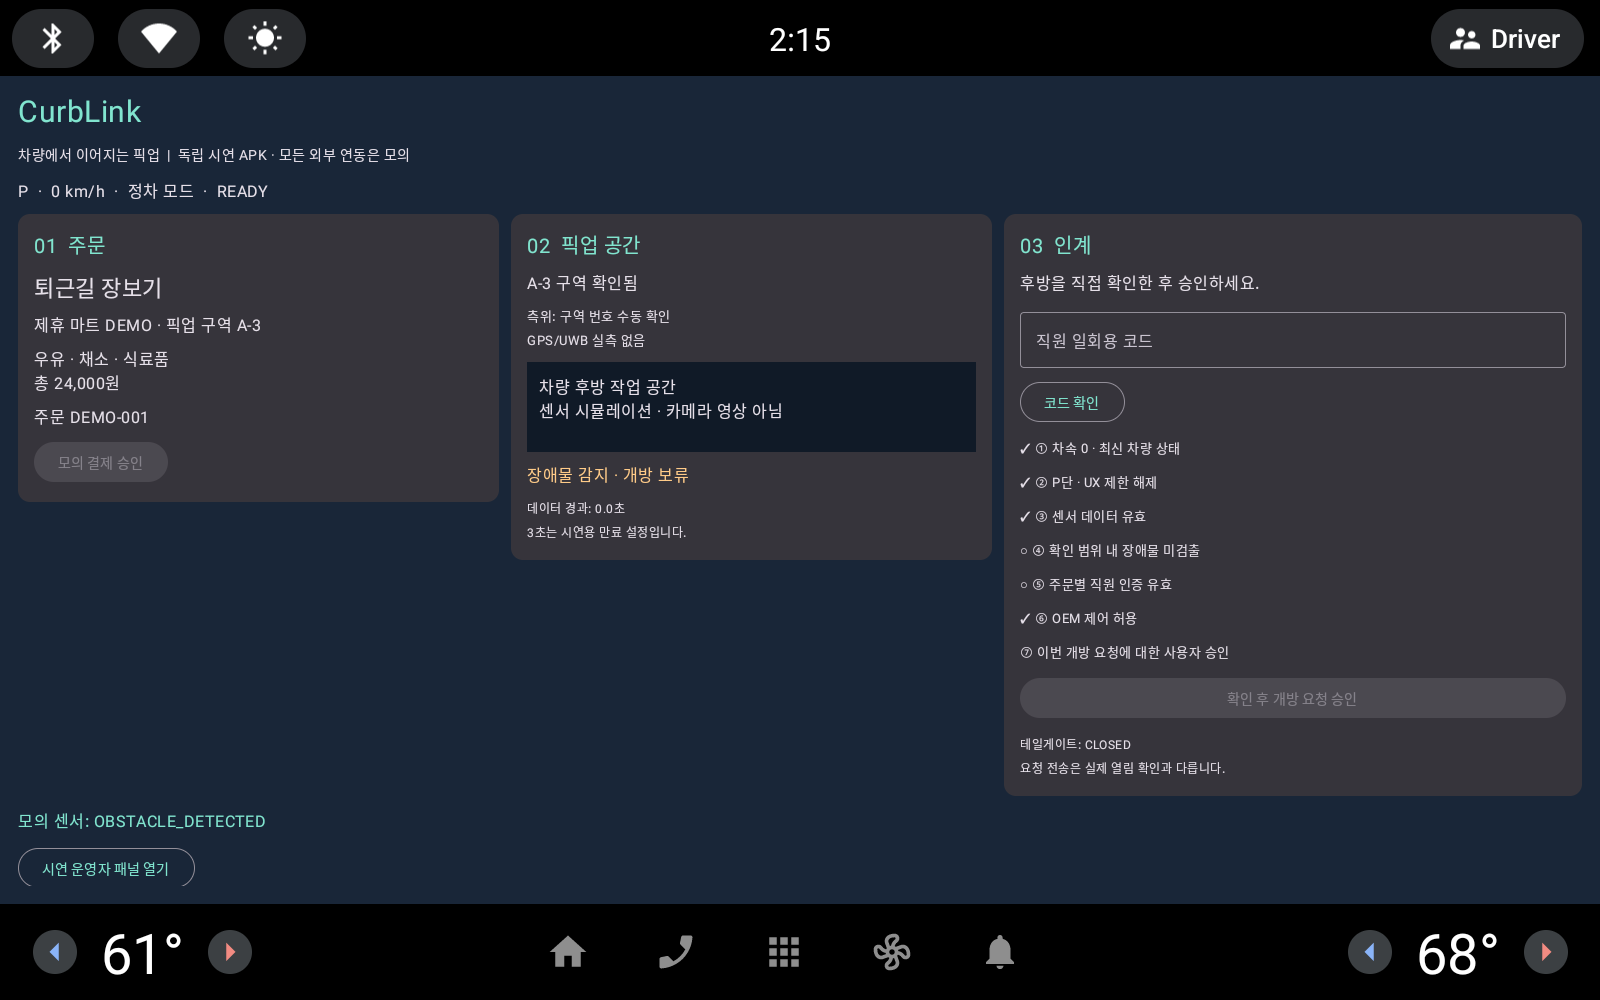 2:15
Driver
CurbLink
차량에서 이어지는 픽업 | 독립 시연 APK · 모든 외부 연동은 모의
P · 0 km/h · 정차 모드 · READY
01 주문
퇴근길 장보기
제휴 마트 DEMO · 픽업 구역 A-3
우유 · 채소 · 식료품
총 24,000원
주문 DEMO-001
모의 결제 승인
02 픽업 공간
A-3 구역 확인됨
측위: 구역 번호 수동 확인
GPS/UWB 실측 없음
차량 후방 작업 공간
센서 시뮬레이션 · 카메라 영상 아님
장애물 감지 · 개방 보류
데이터 경과: 0.0초
3초는 시연용 만료 설정입니다.
03 인계
후방을 직접 확인한 후 승인하세요.
직원 일회용 코드
코드 확인
✓ ① 차속 0 · 최신 차량 상태
✓ ② P단 · UX 제한 해제
✓ ③ 센서 데이터 유효
○ ④ 확인 범위 내 장애물 미검출
○ ⑤ 주문별 직원 인증 유효
✓ ⑥ OEM 제어 허용
⑦ 이번 개방 요청에 대한 사용자 승인
확인 후 개방 요청 승인
테일게이트: CLOSED
요청 전송은 실제 열림 확인과 다릅니다.
모의 센서: OBSTACLE_DETECTED
시연 운영자 패널 열기
61°
68°